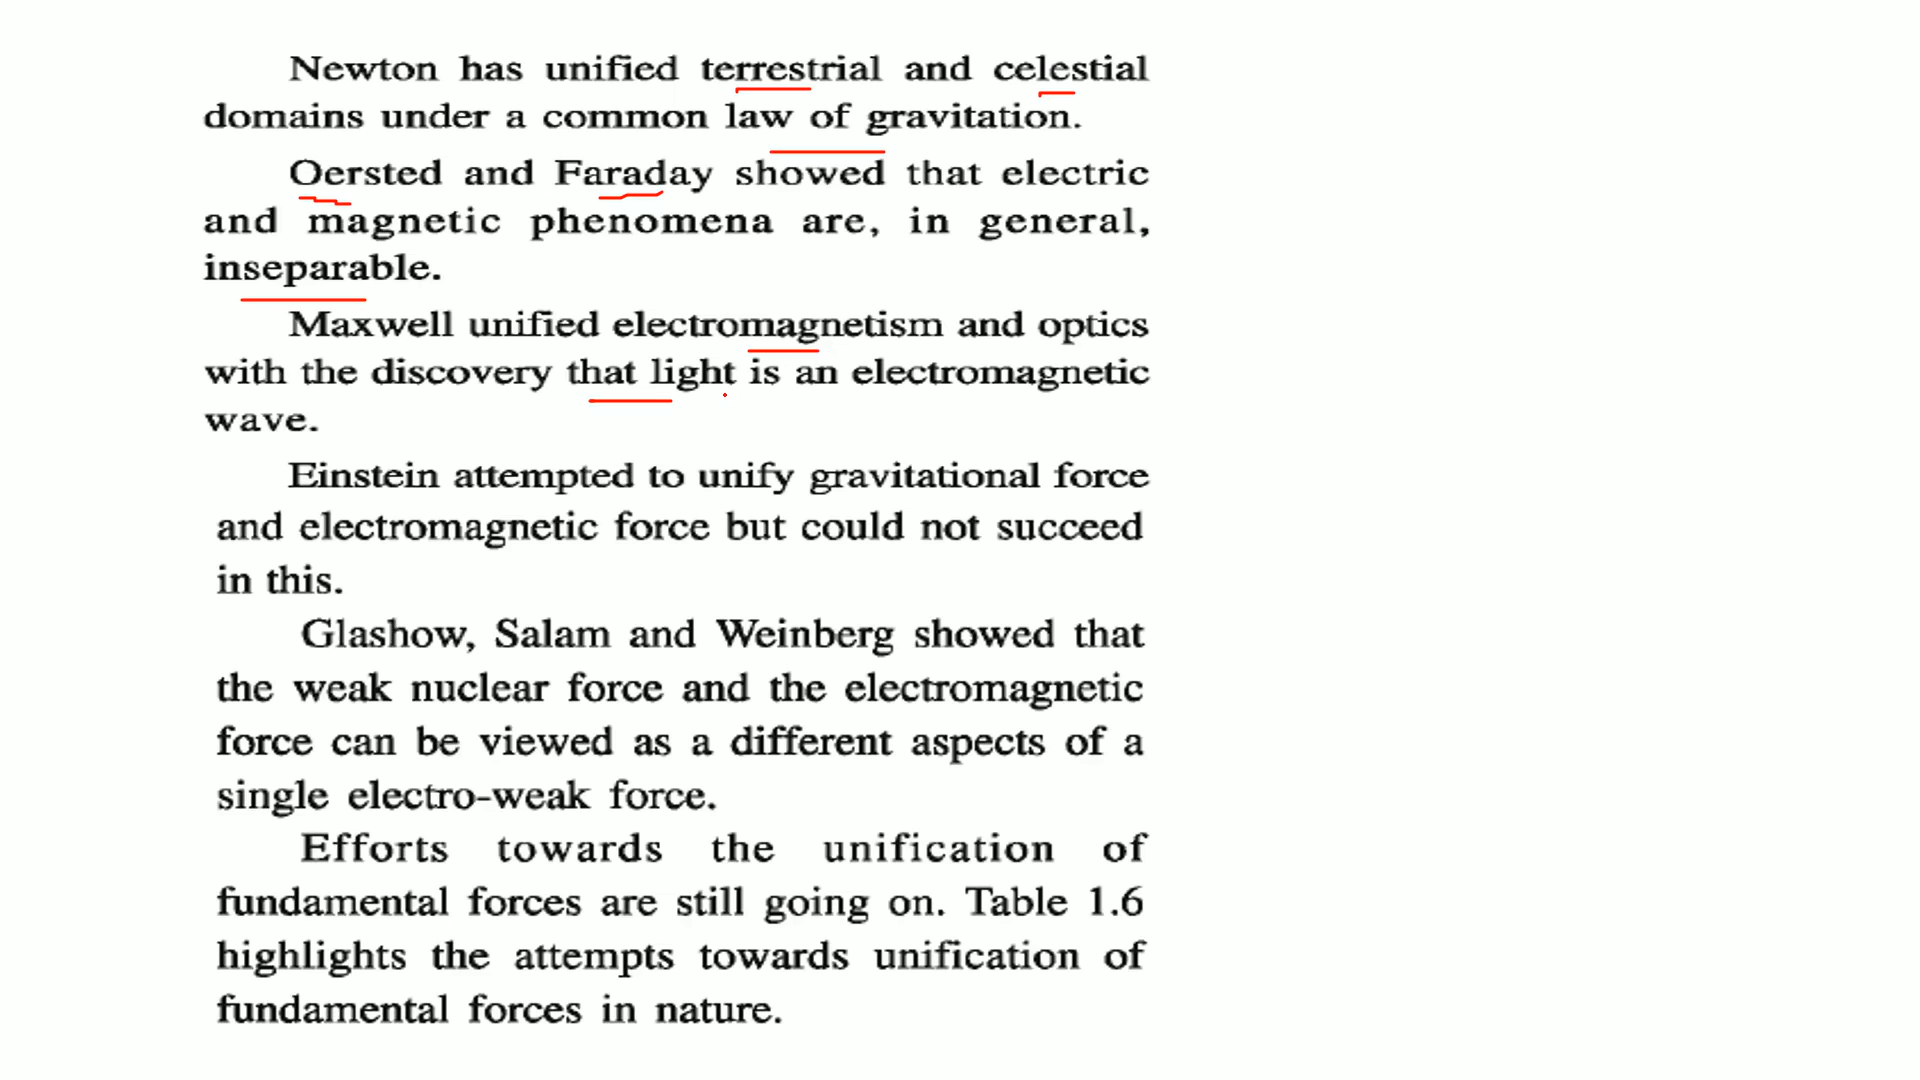 Newton has unified terrestrial and celestial
domains under a common law of gravitation.
Oersted and Faraday showed that electric
and magnetic phenomena are, in general,
inseparable.
Maxwell unified electromagnetism and optics
with the discovery that light is an electromagnetic
wave.
Einstein attempted to unify gravitational force
and electromagnetic force but could not succeed
in this.
Glashow, Salam and Weinberg showed that
the weak nuclear force and the electromagnetic
force can be viewed as a different aspects of a
single electro-weak force.
Efforts towards the unification of
fundamental forces are still going on. Table 1.6
highlights the attempts towards unification of
fundamental forces in nature.